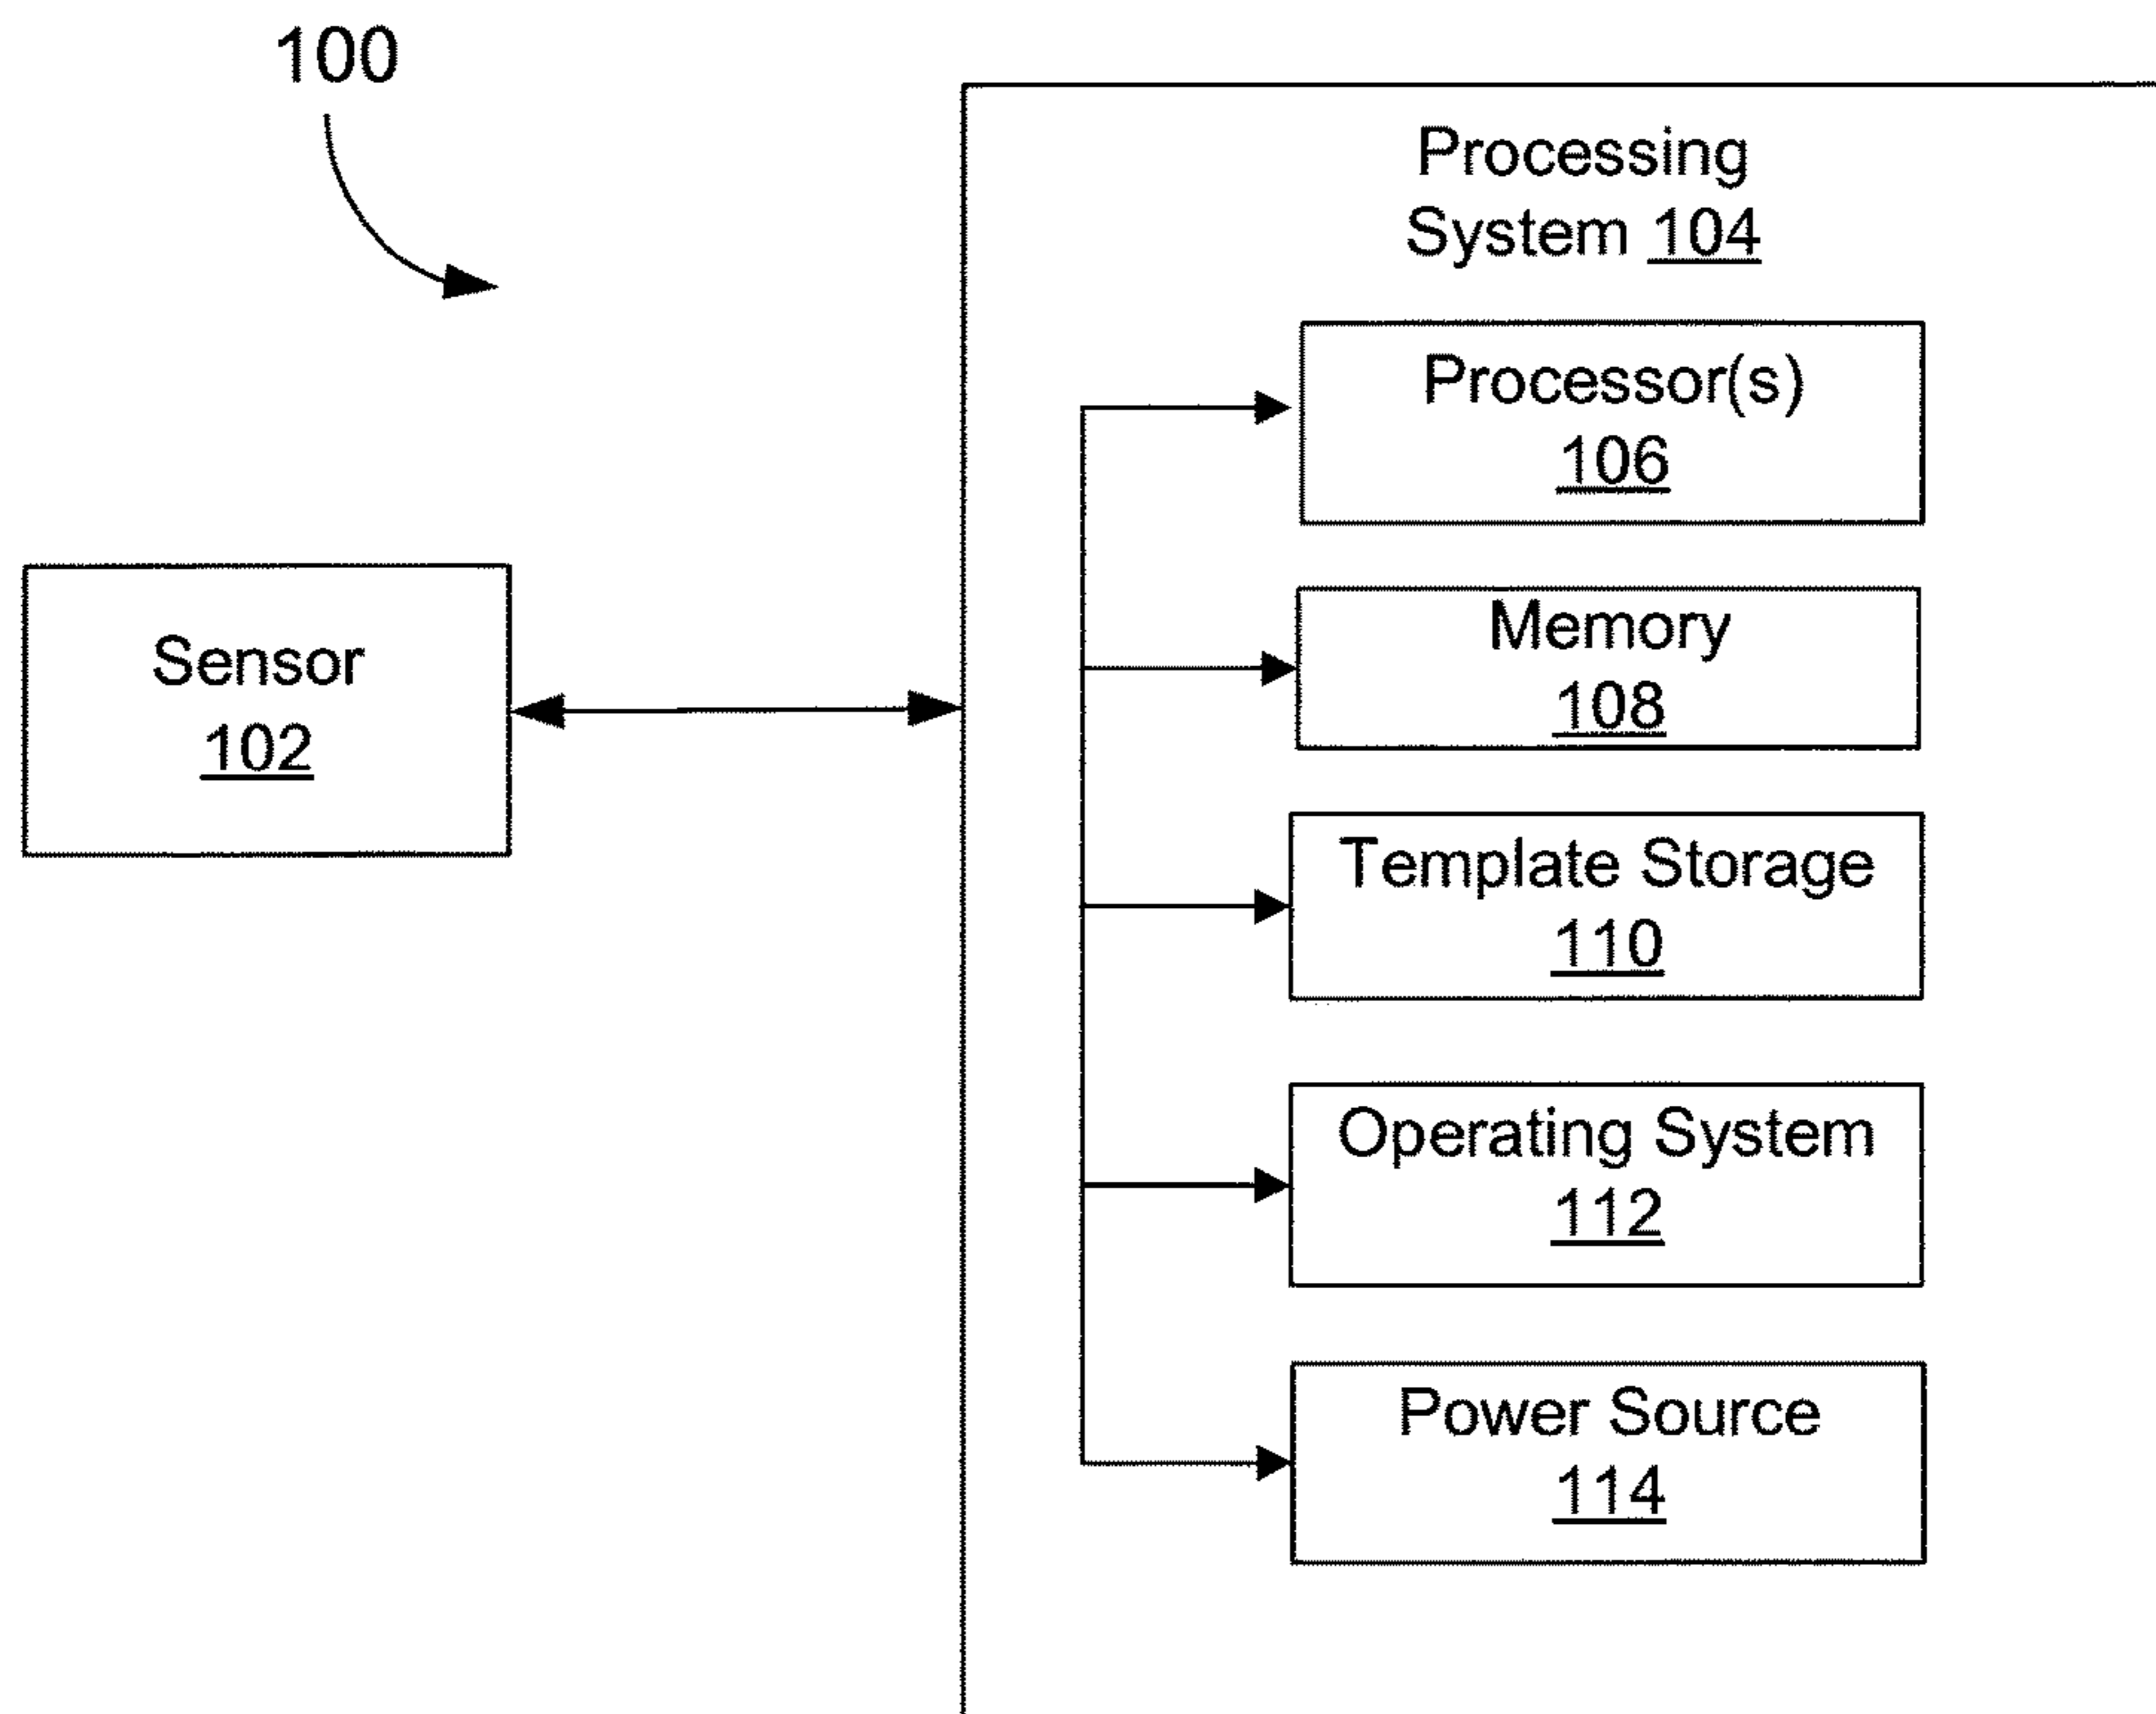 100
Processing
System 104
Processor(s)
106
Memory
108
Sensor
102
Template Storage
110
Operating System
112
Power Source
114